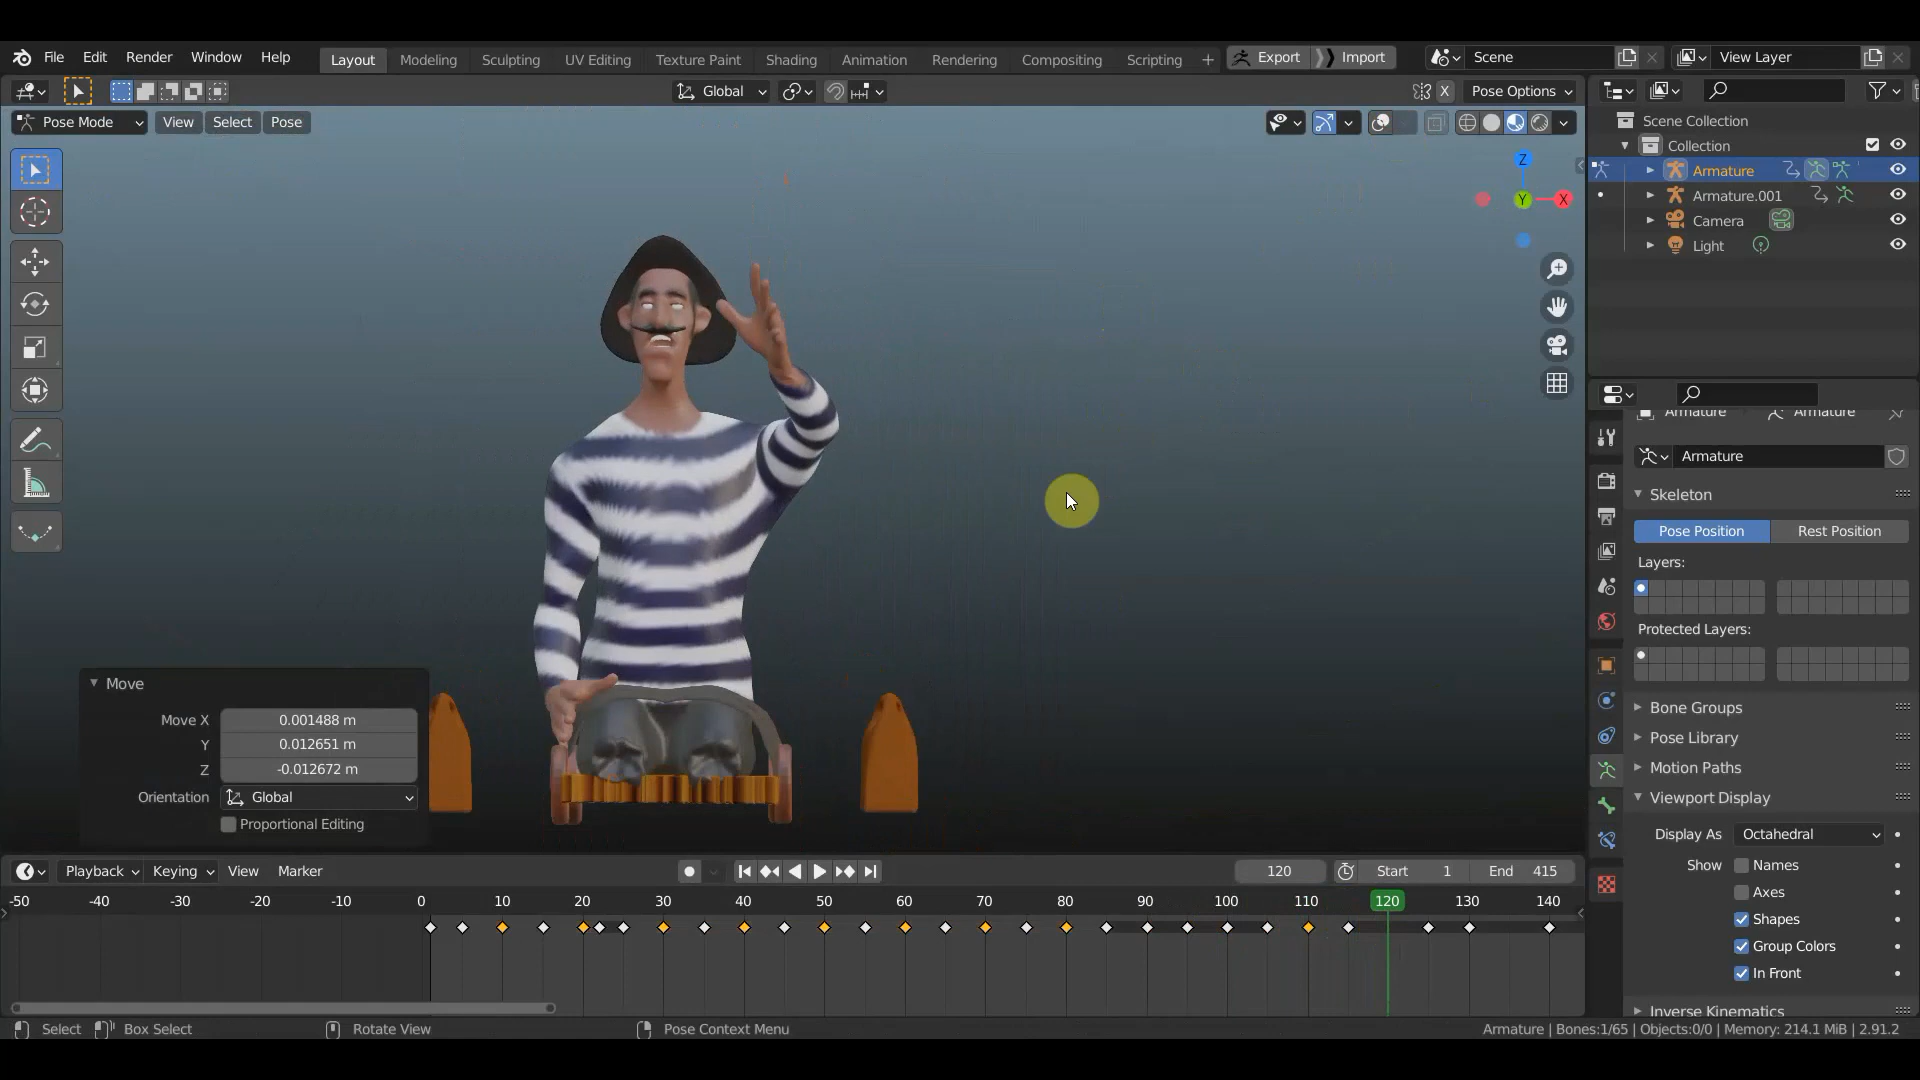 File Edit Render Window Help Layout Modeling Sculpting UV Editing Texture Paint Shading Animation Rendering Compositing Scripting + Export Import Scene View Layer
Global X Pose Options
Pose Mode View Select Pose
Scene Collection
Collection
Armature
Armature.001
Camera
Light
Z
Y X
Armature Armature
Armature
Skeleton
Pose Position Rest Position
Layers:
Protected Layers:
Bone Groups
Pose Library
Motion Paths
Viewport Display
Display As Octahedral
Show Names
Axes
Shapes
Group Colors
In Front
Inverse Kinematics
Move
Move X 0.001488 m
Y 0.012651 m
Z -0.012672 m
Orientation Global
Proportional Editing
Playback Keying View Marker 120 Start 1 End 415
-50 -40 -30 -20 -10 0 10 20 30 40 50 60 70 80 90 100 110 120 130 140
Select Box Select Rotate View Pose Context Menu Armature | Bones:1/65 | Objects:0/0 | Memory: 214.1 MiB | 2.91.2